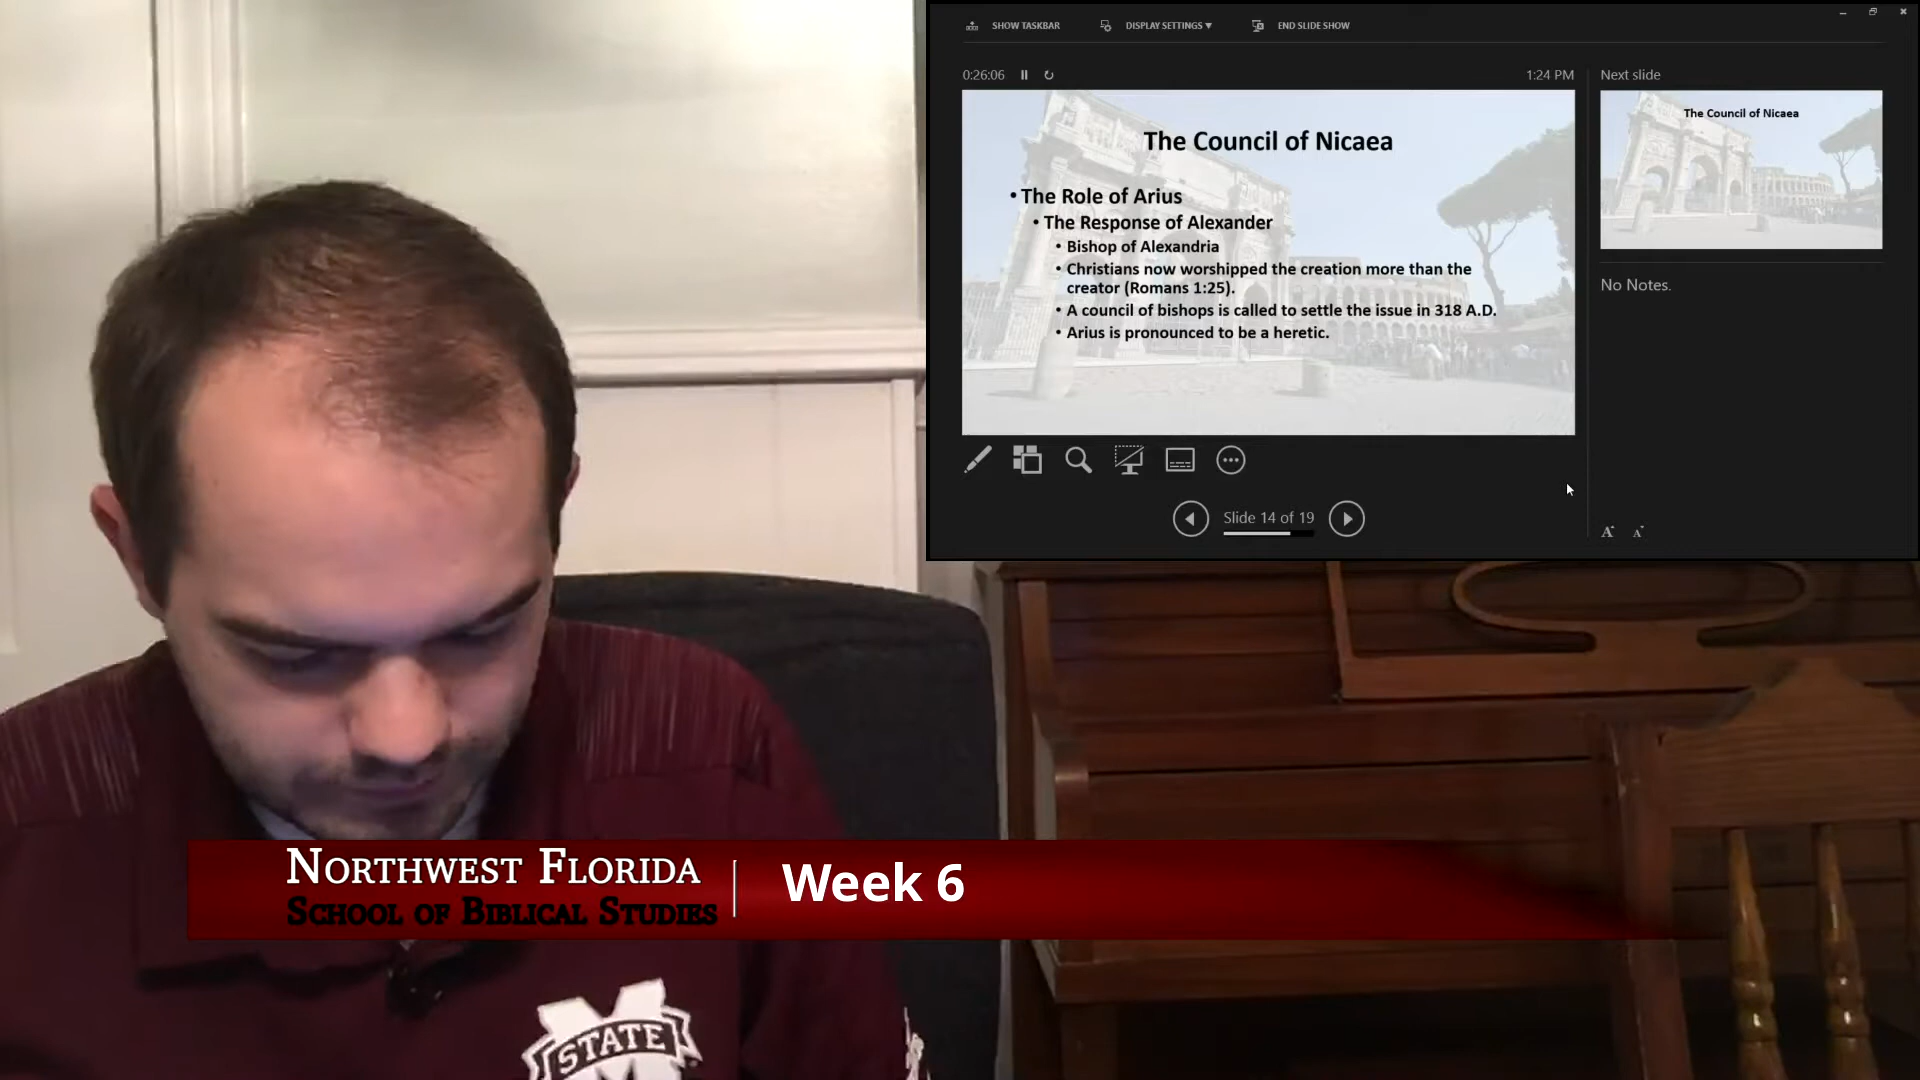 SHOW TASKBAR
DISPLAY SETTINGS ▼
END SLIDE SHOW
0:26:06
1:24 PM
Next slide
The Council of Nicaea
• The Role of Arius
• The Response of Alexander
• Bishop of Alexandria
• Christians now worshipped the creation more than the
creator (Romans 1:25).
• A council of bishops is called to settle the issue in 318 A.D.
• Arius is pronounced to be a heretic.
The Council of Nicaea
No Notes.
Slide 14 of 19
A A
Northwest Florida
School of Biblical Studies
Week 6
M
STATE